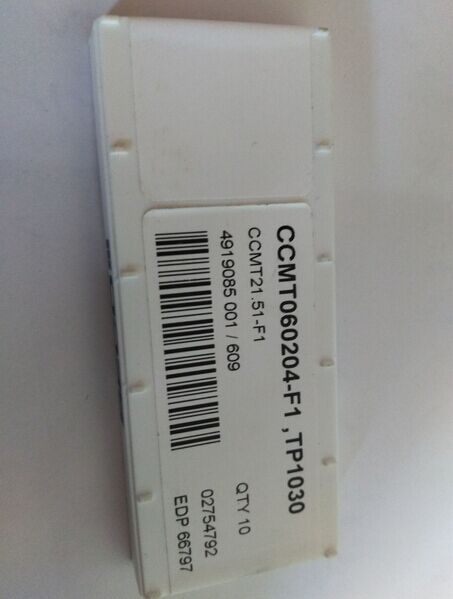 CCMT060204-F1 ,TP1030
CCMT21.51-F1
4919085 001 / 609
QTY 10
02754792
EDP 66797